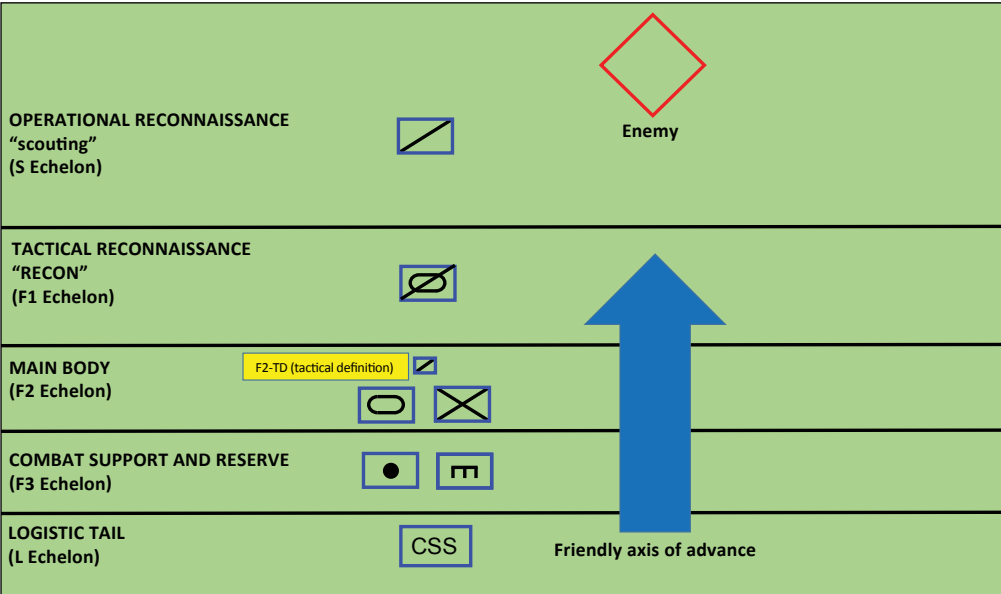 OPERATIONAL RECONNAISSANCE
“scouting”
(S Echelon)
Enemy
TACTICAL RECONNAISSANCE
“RECON”
(F1 Echelon)
MAIN BODY
(F2 Echelon)
F2-TD (tactical definition)
COMBAT SUPPORT AND RESERVE
(F3 Echelon)
LOGISTIC TAIL
(L Echelon)
CSS
Friendly axis of advance